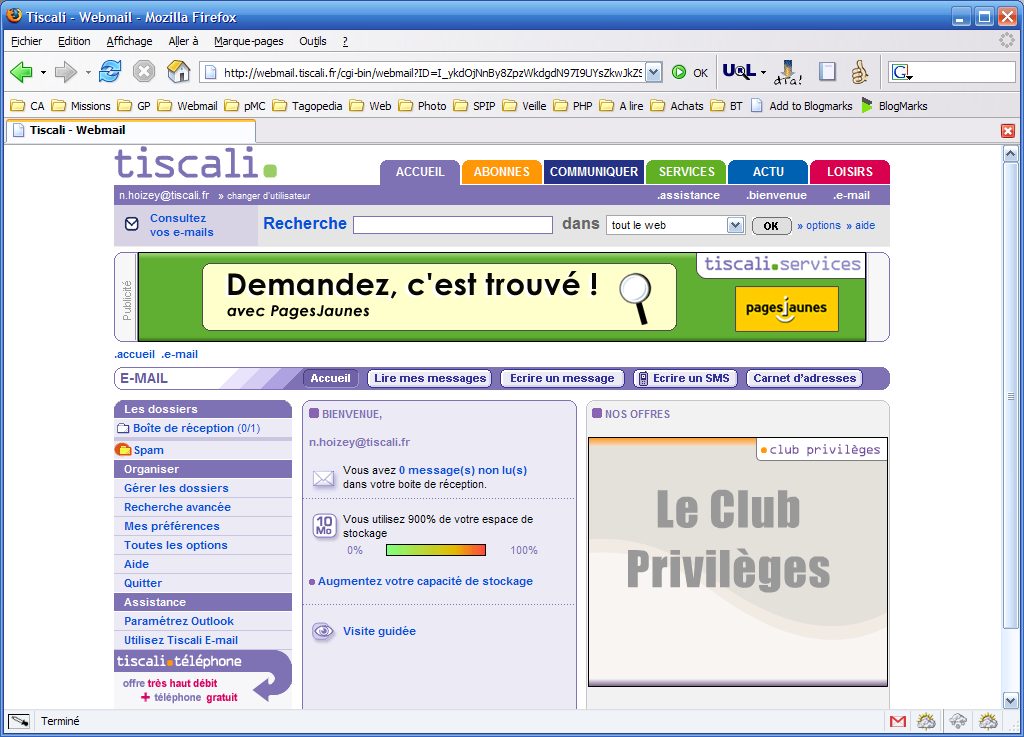 Tiscali - Webmail - Mozilla Firefox
Fichier Edition Affichage Aller à Marque-pages Outils ?
http://webmail.tiscali.fr/cgi-bin/webmail?ID=I_ykdOjNnBy8ZpzWkdgdN97I9UYsZkwJkZS OK UQL dıa! G
CA Missions GP Webmail pMC Tagopedia Web Photo SPIP Veille PHP A lire Achats BT Add to Blogmarks BlogMarks
Tiscali - Webmail
tiscali.
ACCUEIL ABONNES COMMUNIQUER SERVICES ACTU LOISIRS
n.hoizey@tiscali.fr » changer d'utilisateur .assistance .bienvenue .e-mail
Consultez
vos e-mails
Recherche dans tout le web OK » options » aide
Publicité
Demandez, c'est trouvé !
avec PagesJaunes
tiscali.services
pagesjaunes
.accueil .e-mail
E-MAIL Accueil Lire mes messages Ecrire un message Ecrire un SMS Carnet d'adresses
Les dossiers
Boîte de réception (0/1)
Spam
Organiser
Gérer les dossiers
Recherche avancée
Mes préférences
Toutes les options
Aide
Quitter
Assistance
Paramétrez Outlook
Utilisez Tiscali E-mail
tiscali.téléphone
offre très haut débit
+ téléphone gratuit
BIENVENUE,
n.hoizey@tiscali.fr
Vous avez 0 message(s) non lu(s)
dans votre boite de réception.
10
Mo
Vous utilisez 900% de votre espace de
stockage
0% 100%
Augmentez votre capacité de stockage
Visite guidée
NOS OFFRES
club privilèges
Le Club
Privilèges
Terminé